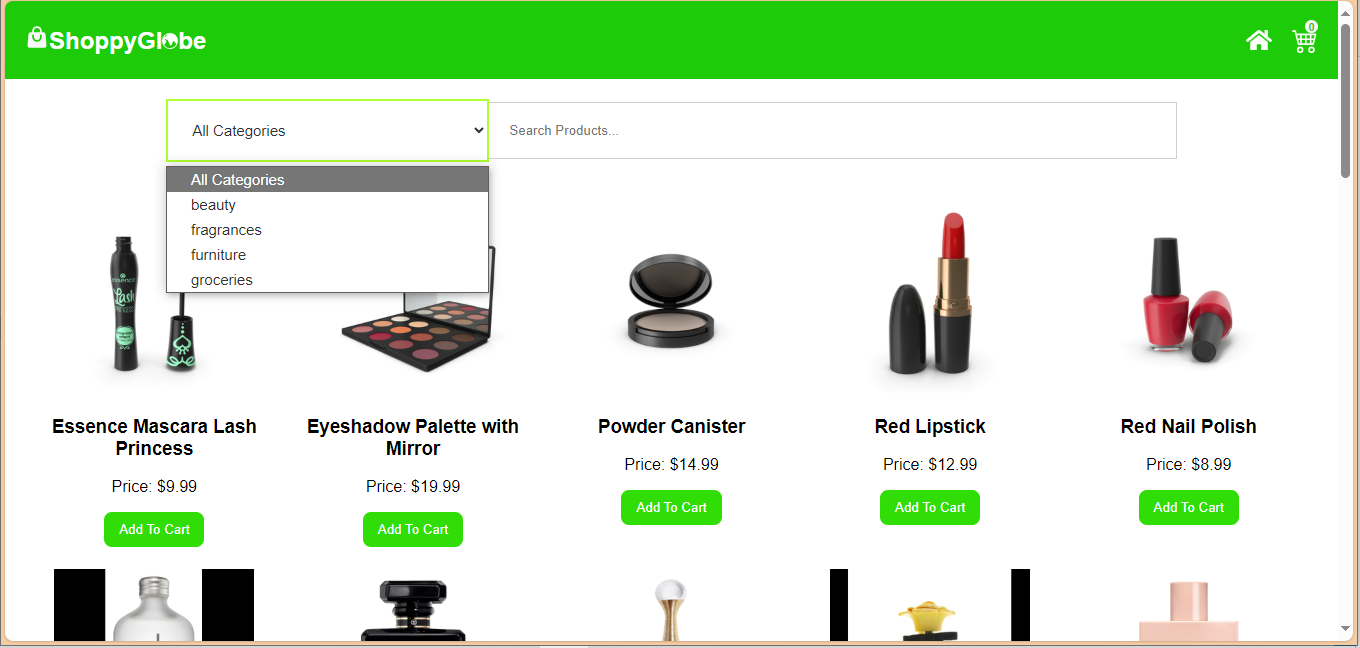 ShoppyGlobe
0
All Categories
Search Products...
All Categories
beauty
fragrances
furniture
groceries
essence
Lash
PRINCESS
Essence Mascara Lash
Princess
Price: $9.99
Add To Cart
Eyeshadow Palette with
Mirror
Price: $19.99
Add To Cart
Powder Canister
Price: $14.99
Add To Cart
Red Lipstick
Price: $12.99
Add To Cart
Red Nail Polish
Price: $8.99
Add To Cart